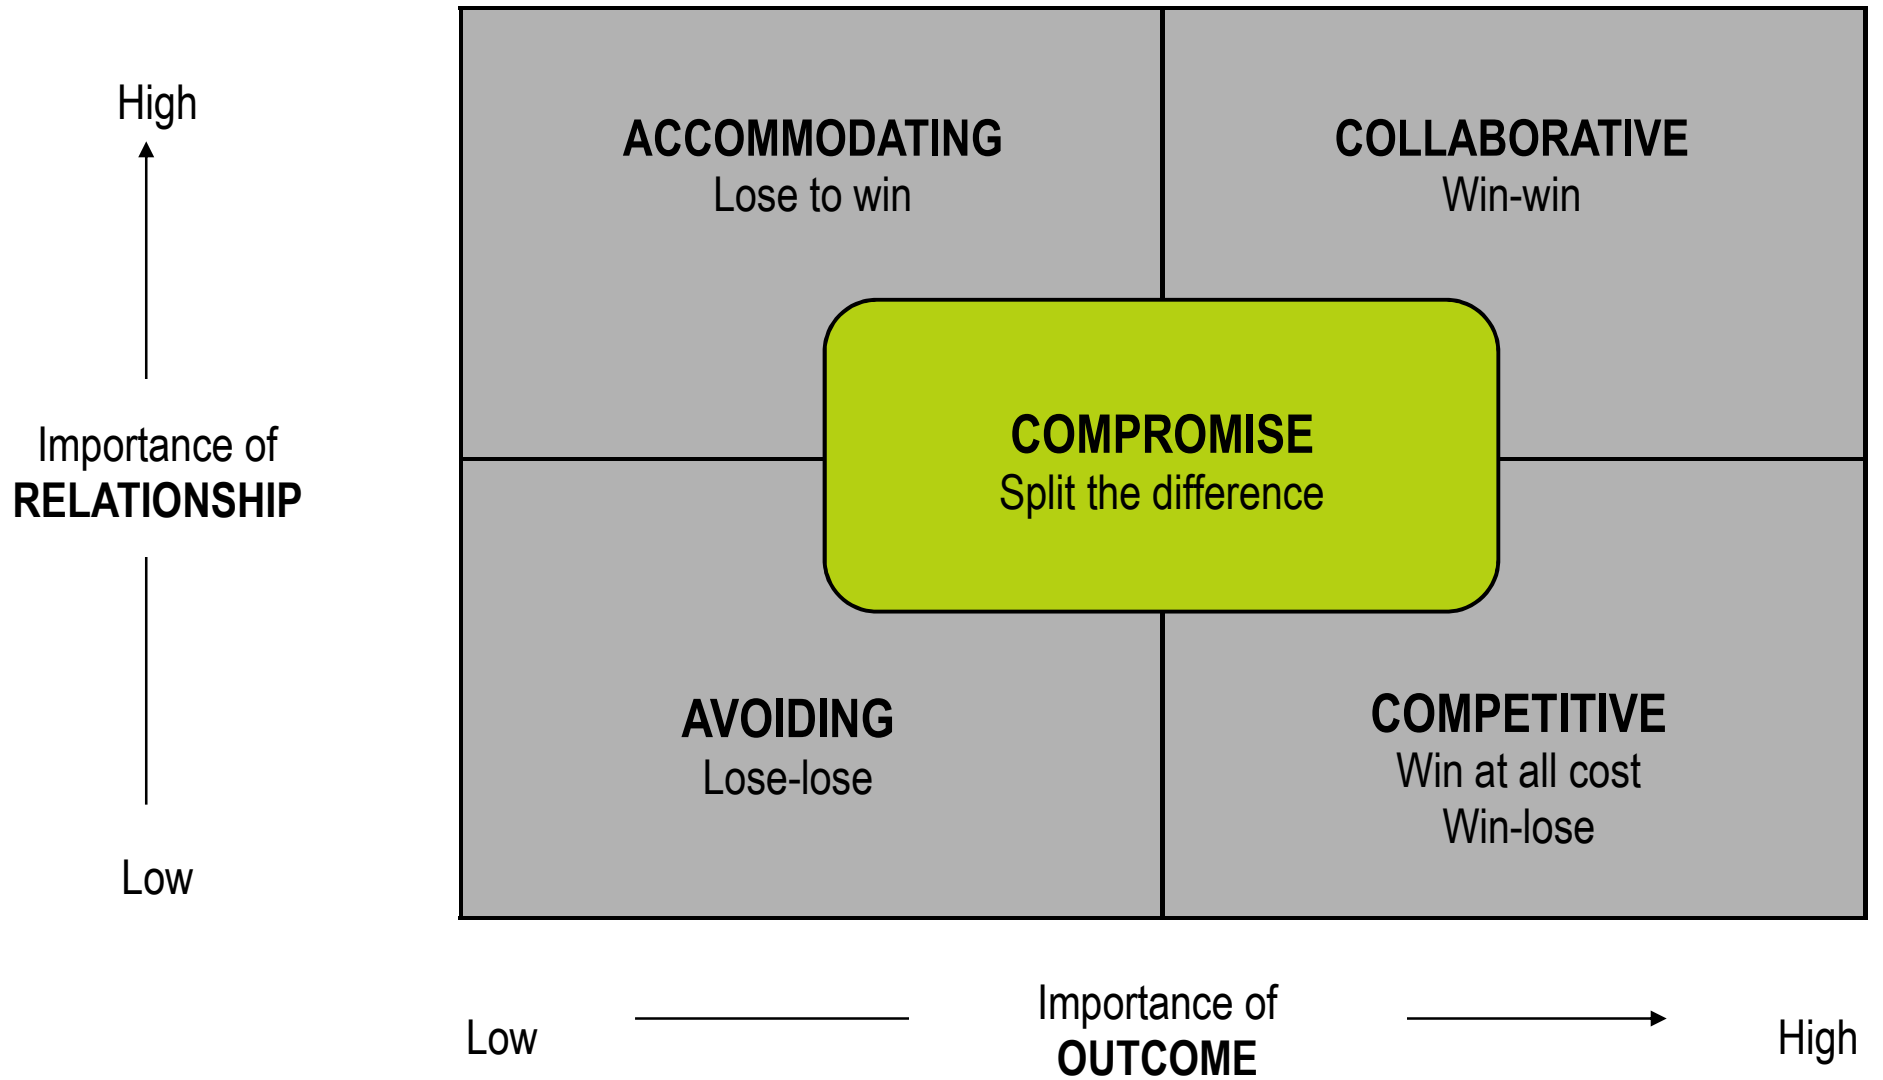 High
ACCOMMODATING
Lose to win
COLLABORATIVE
Win-win
Importance of
RELATIONSHIP
COMPROMISE
Split the difference
AVOIDING
Lose-lose
COMPETITIVE
Win at all cost
Win-lose
Low
Low
Importance of
OUTCOME
High